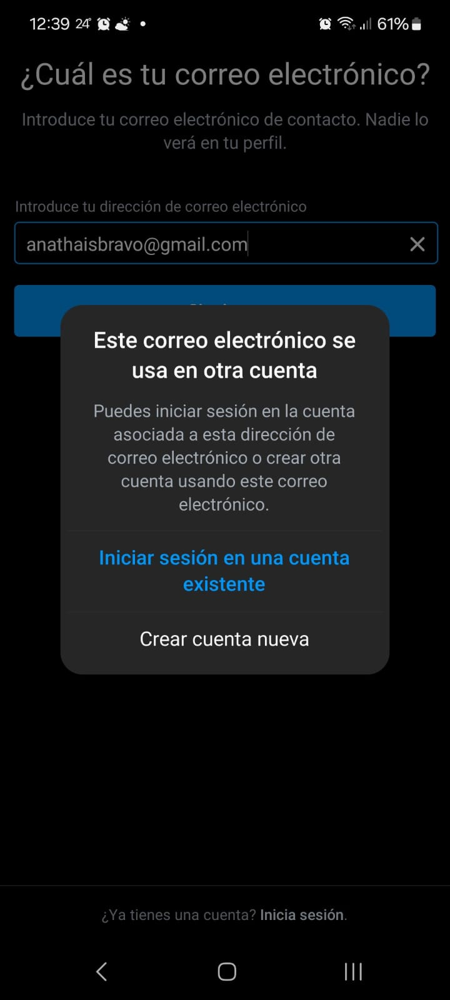 12:39 24° 61%
¿Cuál es tu correo electrónico?
Introduce tu correo electrónico de contacto. Nadie lo
verá en tu perfil.
Introduce tu dirección de correo electrónico
anathaisbravo@gmail.com
Este correo electrónico se
usa en otra cuenta
Puedes iniciar sesión en la cuenta
asociada a esta dirección de
correo electrónico o crear otra
cuenta usando este correo
electrónico.
Iniciar sesión en una cuenta
existente
Crear cuenta nueva
¿Ya tienes una cuenta? Inicia sesión.